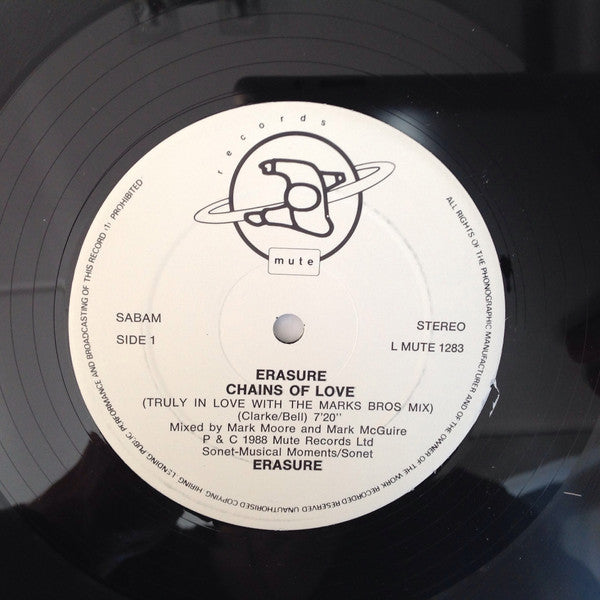 records
mute
SABAM
SIDE 1
STEREO
L MUTE 1283
ERASURE
CHAINS OF LOVE
(TRULY IN LOVE WITH THE MARKS BROS MIX)
(Clarke/Bell) 7'20''
Mixed by Mark Moore and Mark McGuire
P & C 1988 Mute Records Ltd
Sonet-Musical Moments/Sonet
ERASURE
ALL RIGHTS OF THE PHONOGRAPHIC MANUFACTURER AND OF THE OWNER OF THE WORK RECORDED RESERVED UNAUTHORISED COPYING HIRING LENDING PUBLIC PERFORMANCE AND BROADCASTING OF THIS RECORD PROHIBITED